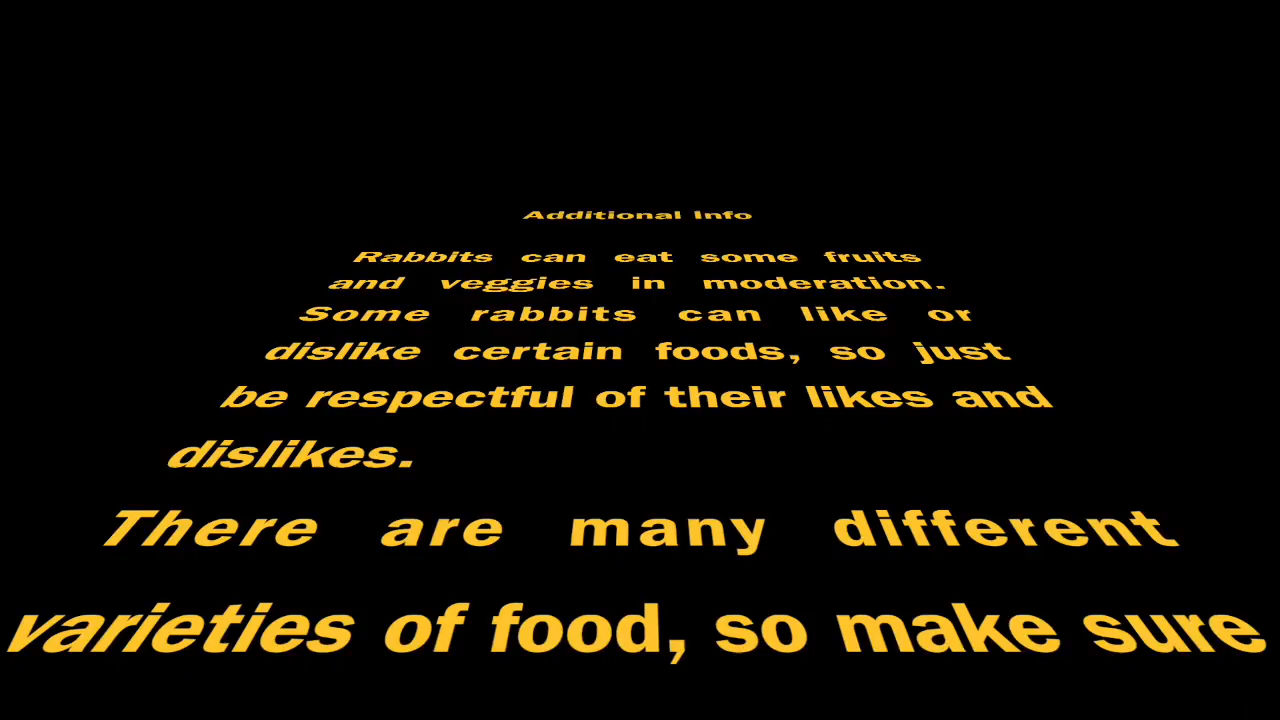 Additional Info
Rabbits can eat some fruits
and veggies in moderation.
Some rabbits can like or
dislike certain foods, so just
be respectful of their likes and
dislikes.
There are many different
varieties of food, so make sure